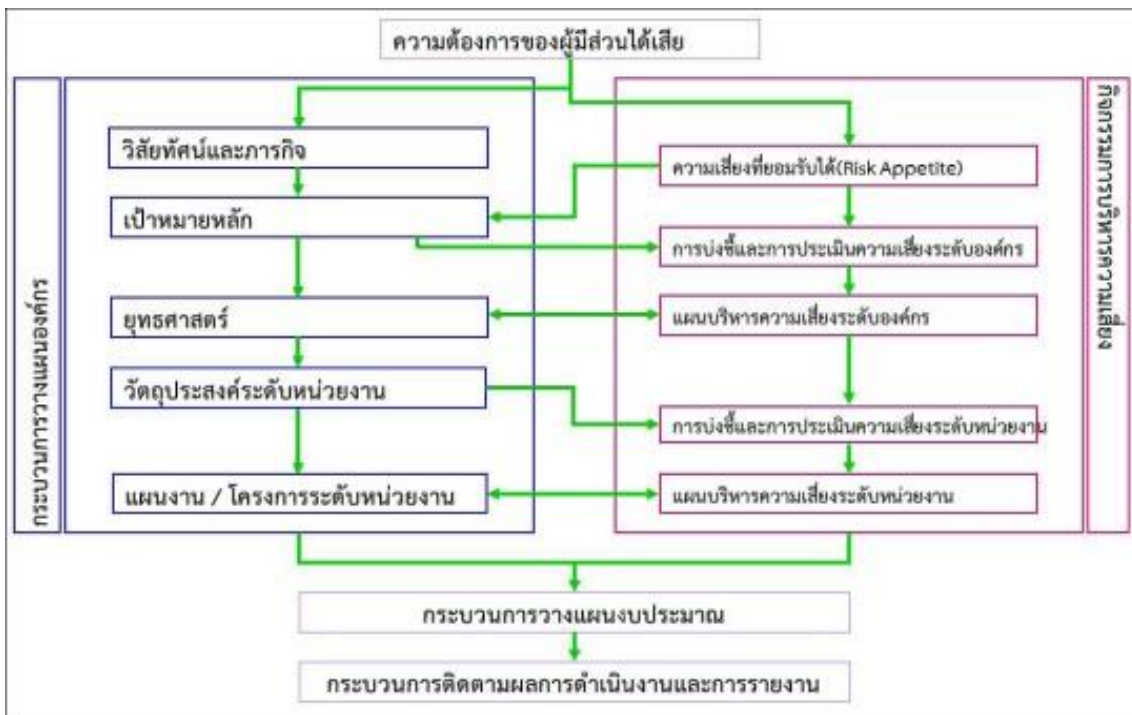 ความต้องการของผู้มีส่วนได้เสีย
กระบวนการวางแผนองค์กร
วิสัยทัศน์และภารกิจ
เป้าหมายหลัก
ยุทธศาสตร์
วัตถุประสงค์ระดับหน่วยงาน
แผนงาน / โครงการระดับหน่วยงาน
กิจกรรมการบริหารความเสี่ยง
ความเสี่ยงที่ยอมรับได้(Risk Appetite)
การบ่งชี้และการประเมินความเสี่ยงระดับองค์กร
แผนบริหารความเสี่ยงระดับองค์กร
การบ่งชี้และการประเมินความเสี่ยงระดับหน่วยงาน
แผนบริหารความเสี่ยงระดับหน่วยงาน
กระบวนการวางแผนงบประมาณ
กระบวนการติดตามผลการดำเนินงานและการรายงาน